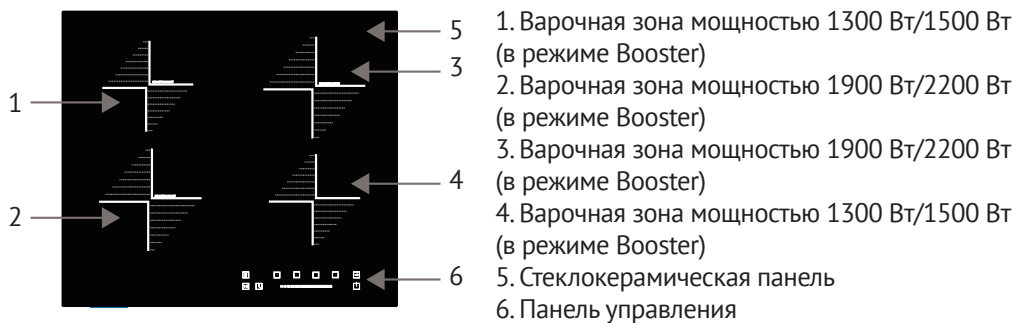 1
2
5
3
4
6
1. Варочная зона мощностью 1300 Вт/1500 Вт
(в режиме Booster)
2. Варочная зона мощностью 1900 Вт/2200 Вт
(в режиме Booster)
3. Варочная зона мощностью 1900 Вт/2200 Вт
(в режиме Booster)
4. Варочная зона мощностью 1300 Вт/1500 Вт
(в режиме Booster)
5. Стеклокерамическая панель
6. Панель управления